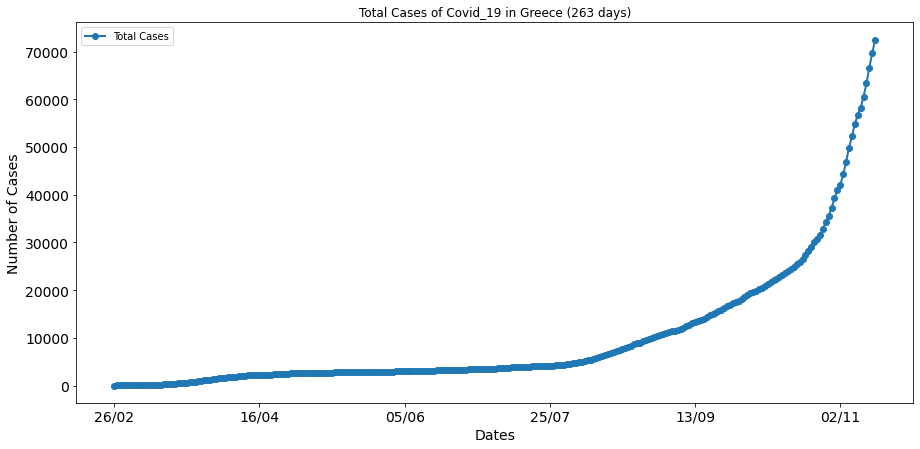 Total Cases of Covid_19 in Greece (263 days)
Total Cases
70000
60000
50000
40000
30000
20000
10000
0
Number of Cases
26/02 16/04 05/06 25/07 13/09 02/11
Dates